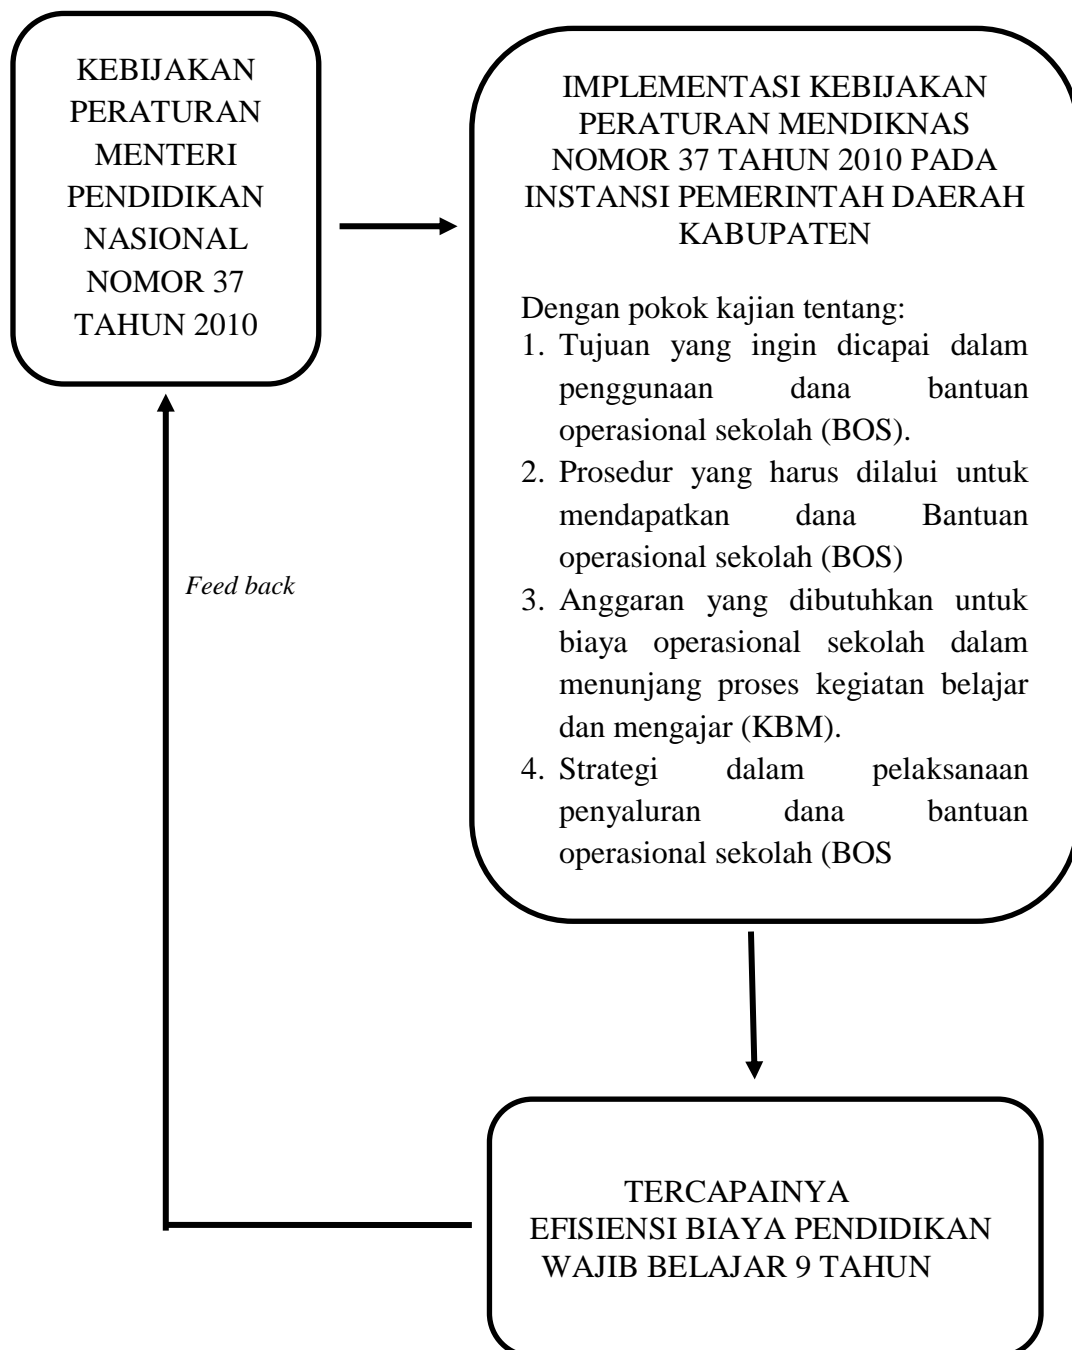 KEBIJAKAN
PERATURAN
MENTERI
PENDIDIKAN
NASIONAL
NOMOR 37
TAHUN 2010
IMPLEMENTASI KEBIJAKAN
PERATURAN MENDIKNAS
NOMOR 37 TAHUN 2010 PADA
INSTANSI PEMERINTAH DAERAH
KABUPATEN
Dengan pokok kajian tentang:
1. Tujuan yang ingin dicapai dalam
penggunaan dana bantuan
operasional sekolah (BOS).
2. Prosedur yang harus dilalui untuk
mendapatkan dana Bantuan
operasional sekolah (BOS)
3. Anggaran yang dibutuhkan untuk
biaya operasional sekolah dalam
menunjang proses kegiatan belajar
dan mengajar (KBM).
4. Strategi dalam pelaksanaan
penyaluran dana bantuan
operasional sekolah (BOS
Feed back
TERCAPAINYA
EFISIENSI BIAYA PENDIDIKAN
WAJIB BELAJAR 9 TAHUN